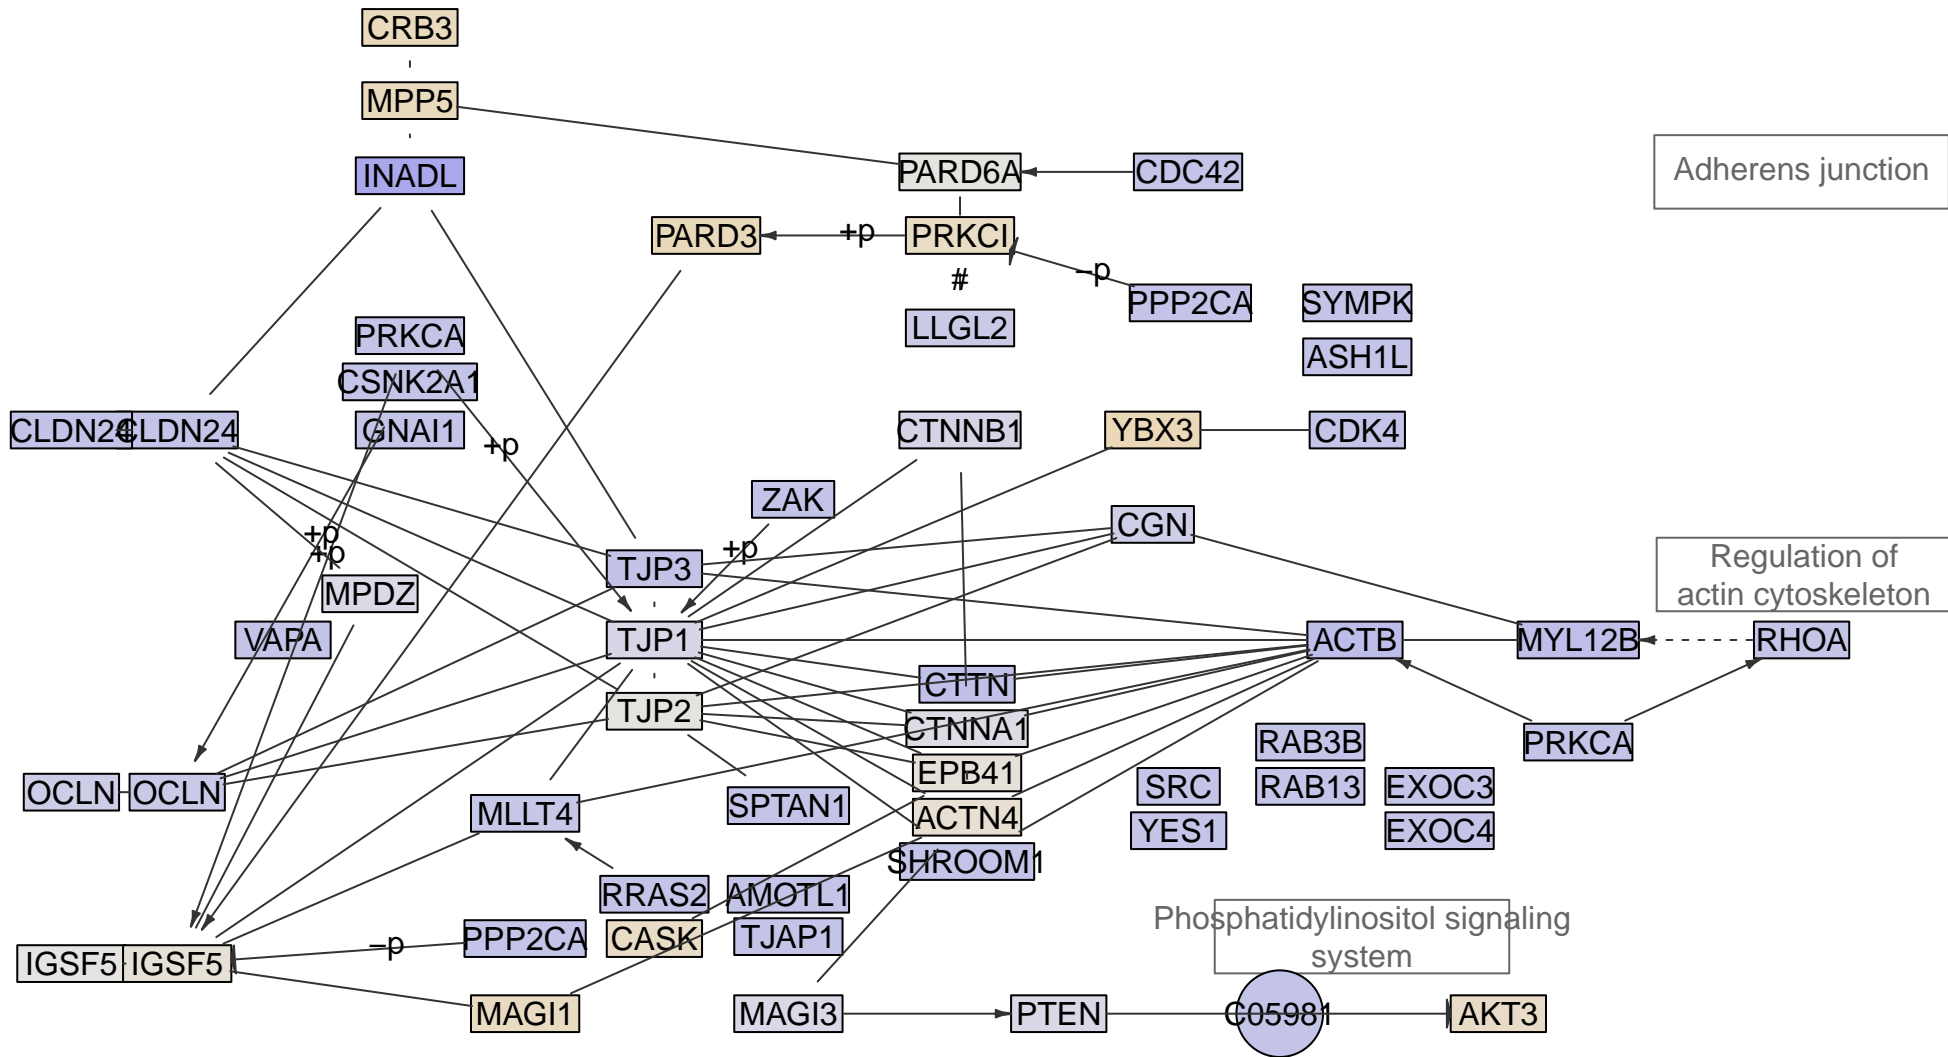 CRB3
MPP5
INADL
PARD6A
CDC42
Adherens junction
PARD3
+p
PRKCI
#
−p
PPP2CA
SYMPK
PRKCA
LLGL2
ASH1L
CSNK2A1
CLDN24
CLDN24
GNAI1
+p
CTNNB1
YBX3
CDK4
ZAK
CGN
+p
+p
+p
TJP3
MPDZ
Regulation of
actin cytoskeleton
VAPA
TJP1
ACTB
MYL12B
RHOA
CTTN
TJP2
CTNNA1
RAB3B
PRKCA
EPB41
OCLN
OCLN
SRC
RAB13
EXOC3
MLLT4
SPTAN1
ACTN4
YES1
EXOC4
SHROOM1
RRAS2
AMOTL1
PPP2CA
CASK
TJAP1
−p
Phosphatidylinositol signaling
system
IGSF5
IGSF5
MAGI1
MAGI3
PTEN
C05981
AKT3